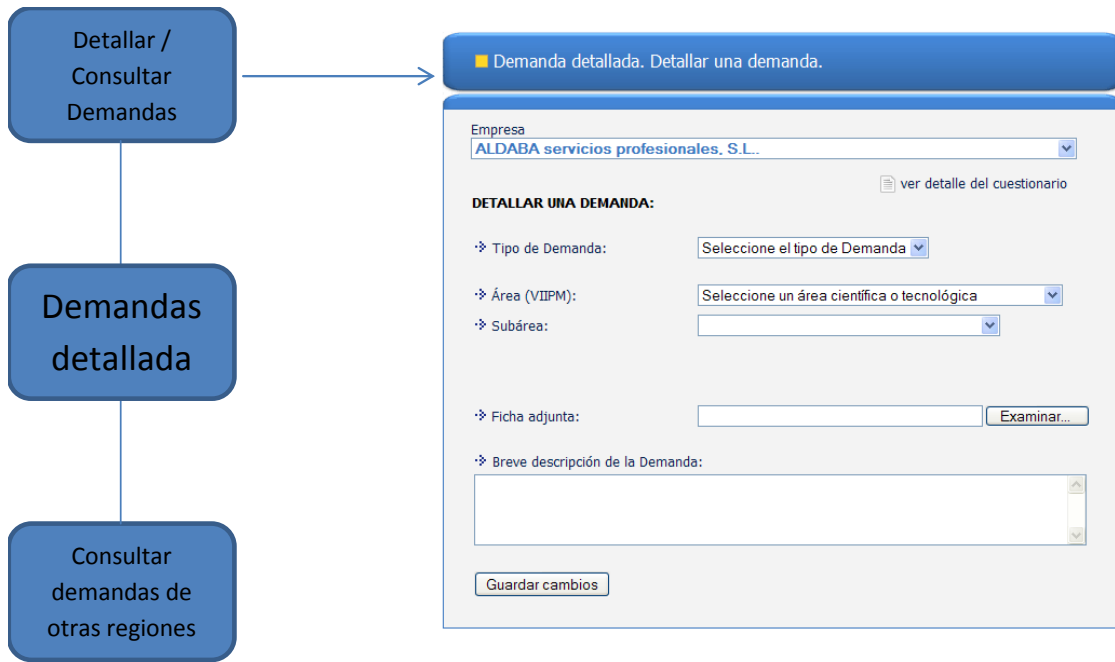 Detallar /
Consultar
Demandas
Demandas
detallada
Consultar
demandas de
otras regiones
Demanda detallada. Detallar una demanda.
Empresa
ALDABA servicios profesionales, S.L..
ver detalle del cuestionario
DETALLAR UNA DEMANDA:
Tipo de Demanda: Seleccione el tipo de Demanda
Área (VIIPM): Seleccione un área científica o tecnológica
Subárea:
Ficha adjunta: Examinar...
Breve descripción de la Demanda:
Guardar cambios